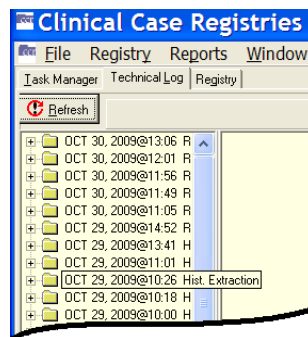 Clinical Case Registries
File Registry Reports Window
Task Manager Technical Log Registry
Refresh
OCT 30, 2009@13:06 R
OCT 30, 2009@12:01 R
OCT 30, 2009@11:56 R
OCT 30, 2009@11:49 R
OCT 30, 2009@11:05 R
OCT 29, 2009@14:52 R
OCT 29, 2009@13:41 H
OCT 29, 2009@11:01 H
OCT 29, 2009@10:26 Hist. Extraction
OCT 29, 2009@10:18 H
OCT 29, 2009@10:00 H